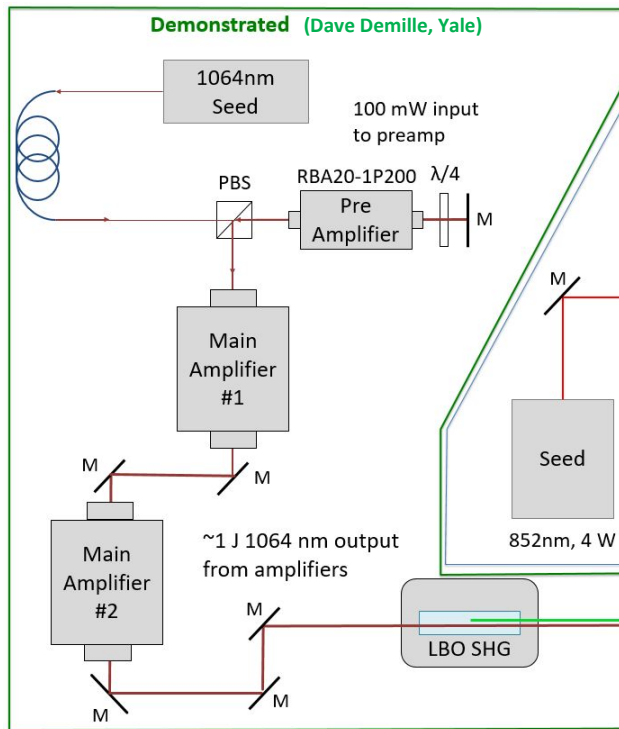 Demonstrated (Dave Demille, Yale)
1064nm
Seed
100 mW input
to preamp
RBA20-1P200 λ/4
PBS
Pre
Amplifier
M
M
Main
Amplifier
#1
M
M
Seed
852nm, 4 W
~1 J 1064 nm output
from amplifiers
Main
Amplifier
#2
M
LBO SHG
M
M